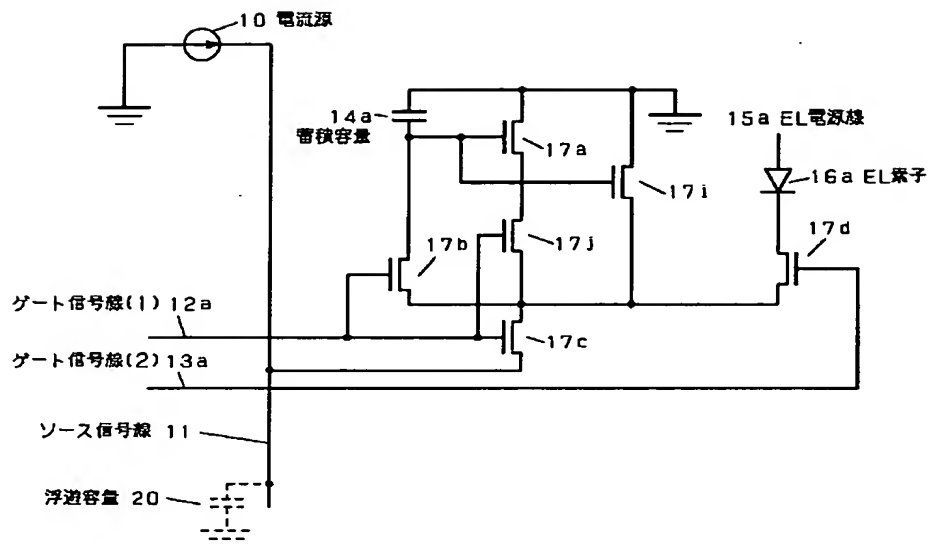 10 電流源
14a
蓄積容量
17a
15a EL電源線
16a EL素子
17i
17b
17j
17d
ゲート信号線(1) 12a
17c
ゲート信号線(2) 13a
ソース信号線 11
浮遊容量 20